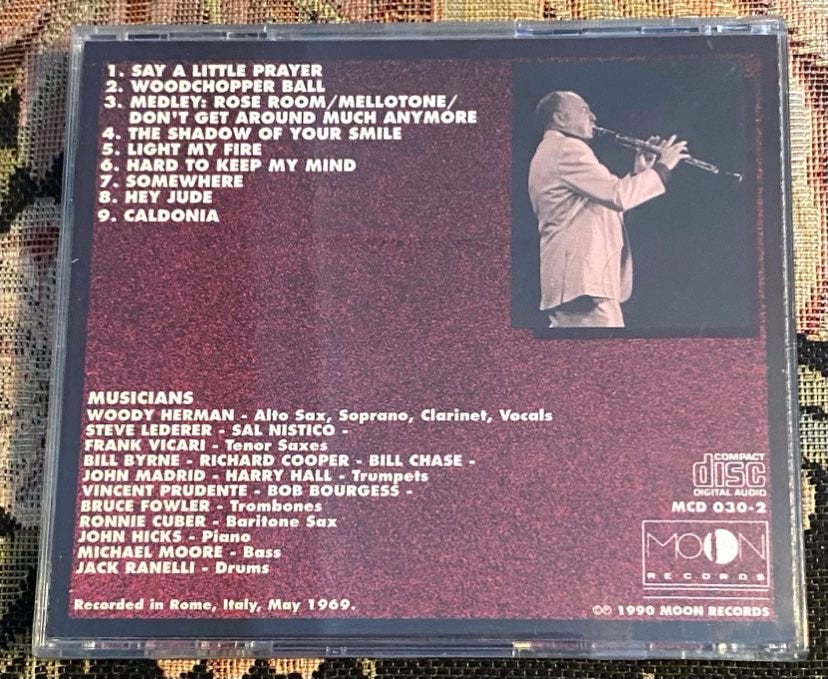 1. SAY A LITTLE PRAYER
2. WOODCHOPPER BALL
3. MEDLEY: ROSE ROOM/MELLOTONE/
DON'T GET AROUND MUCH ANYMORE
4. THE SHADOW OF YOUR SMILE
5. LIGHT MY FIRE
6. HARD TO KEEP MY MIND
7. SOMEWHERE
8. HEY JUDE
9. CALDONIA
MUSICIANS
WOODY HERMAN - Alto Sax, Soprano, Clarinet, Vocals
STEVE LEDERER - SAL NISTICO -
FRANK VICARI - Tenor Saxes
BILL BYRNE - RICHARD COOPER - BILL CHASE -
JOHN MADRID - HARRY HALL - Trumpets
VINCENT PRUDENTE - BOB BOURGESS -
BRUCE FOWLER - Trombones
RONNIE CUBER - Baritone Sax
JOHN HICKS - Piano
MICHAEL MOORE - Bass
JACK RANELLI - Drums
Recorded in Rome, Italy, May 1969.
COMPACT
disc
DIGITAL AUDIO
MCD 030-2
MOON
RECORDS
©℗ 1990 MOON RECORDS